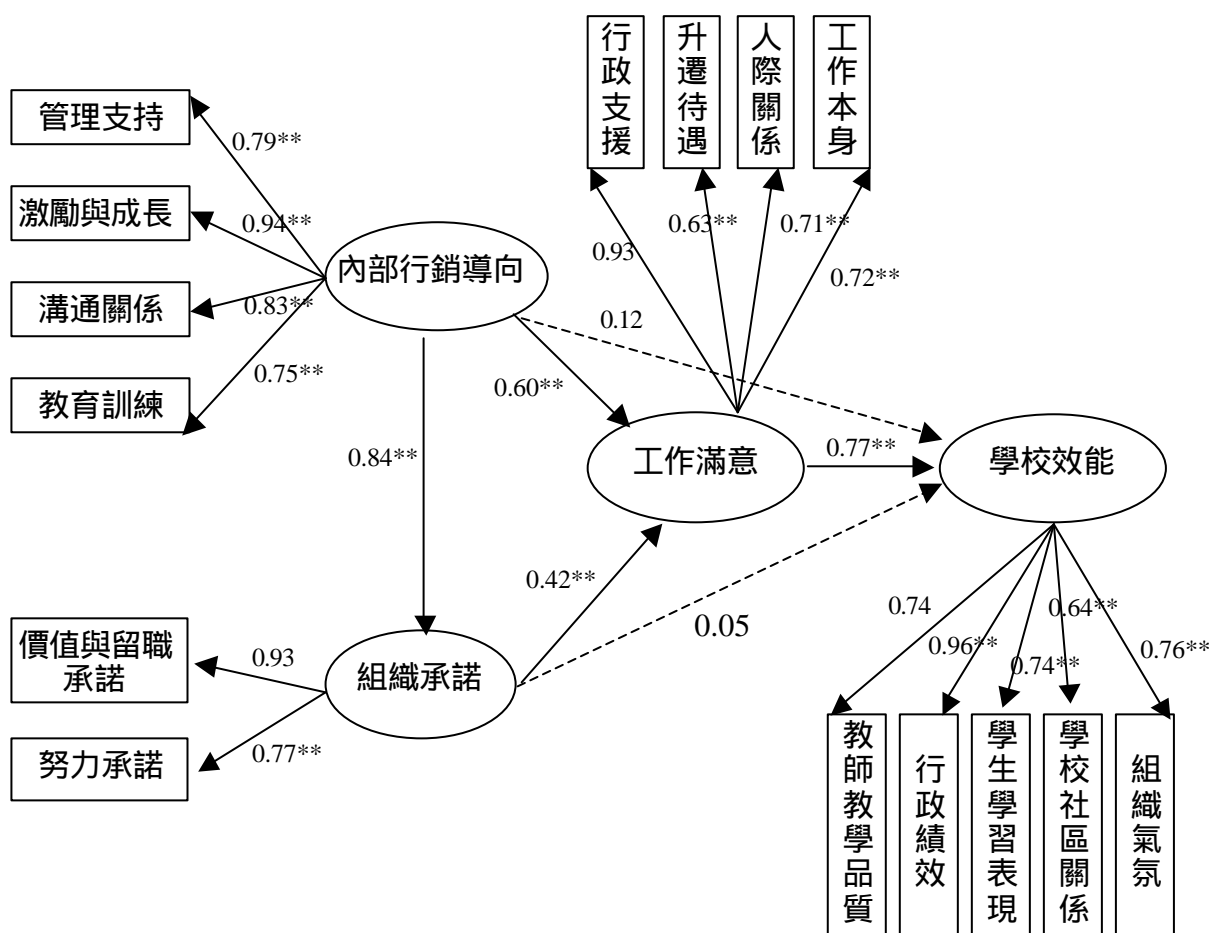 行政支援
升遷待遇
人際關係
工作本身
管理支持
0.79**
激勵與成長
0.94**
溝通關係
0.83**
教育訓練
0.75**
內部行銷導向
0.93
0.63**
0.71**
0.72**
0.12
0.60**
0.84**
工作滿意
0.77**
學校效能
0.42**
0.05
價值與留職
承諾
0.93
努力承諾
0.77**
組織承諾
0.74
0.96**
0.74**
0.64**
0.76**
教師教學品質
行政績效
學生學習表現
學校社區關係
組織氣氛